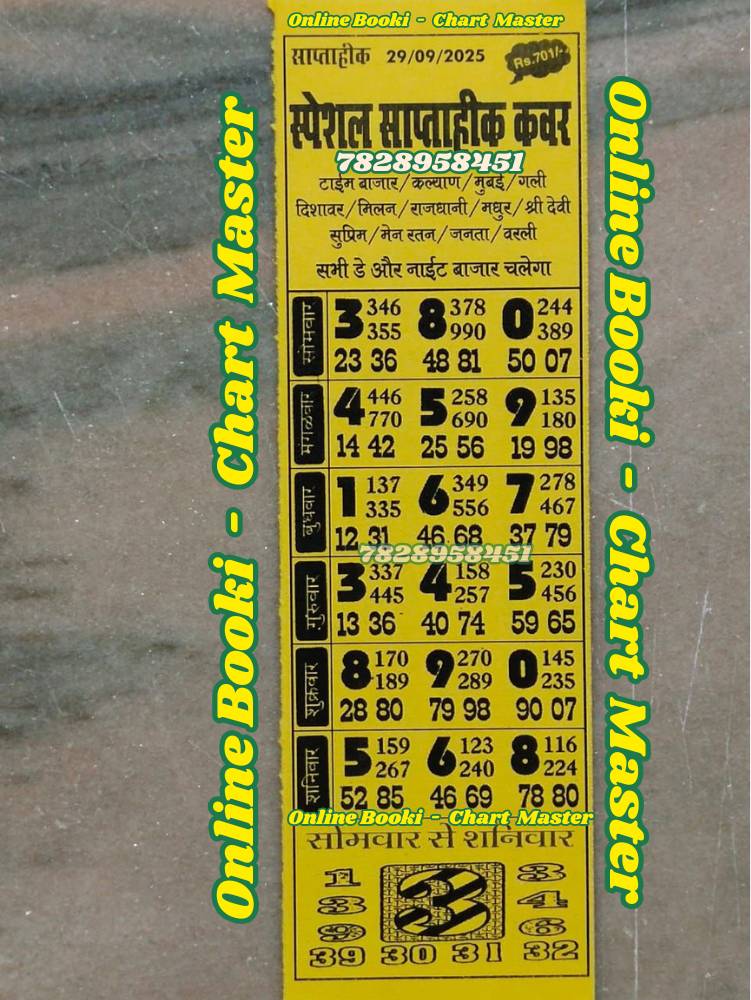 Online Booki - Chart Master
साप्ताहीक 29/09/2025 Rs.701/-
स्पेशल साप्ताहीक कवर
7828958451
टाईम बाजार/कल्याण/मुंबई/गली
दिशावर/मिलन/राजधानी/मधुर/श्री देवी
सुप्रिम/मेन रतन/जनता/वरली
सभी डे और नाईट बाजार चलेगा
सोमवार
3 346 355 8 378 990 0 244 389
23 36 48 81 50 07
मंगळवार
4 446 770 5 258 690 9 135 180
14 42 25 56 19 98
बुधवार
1 137 335 6 349 556 7 278 467
12 31 46 68 37 79
7828958451
गुरुवार
3 337 445 4 158 257 5 230 456
13 36 40 74 59 65
शुक्रवार
8 170 189 9 270 289 0 145 235
28 80 79 98 90 07
शनिवार
5 159 267 6 123 240 8 116 224
52 85 46 69 78 80
Online Booki - Chart Master
सोमवार से शनिवार
1 3 3
3 4
9 6
39 30 31 32
Online Booki - Chart Master
Online Booki - Chart Master